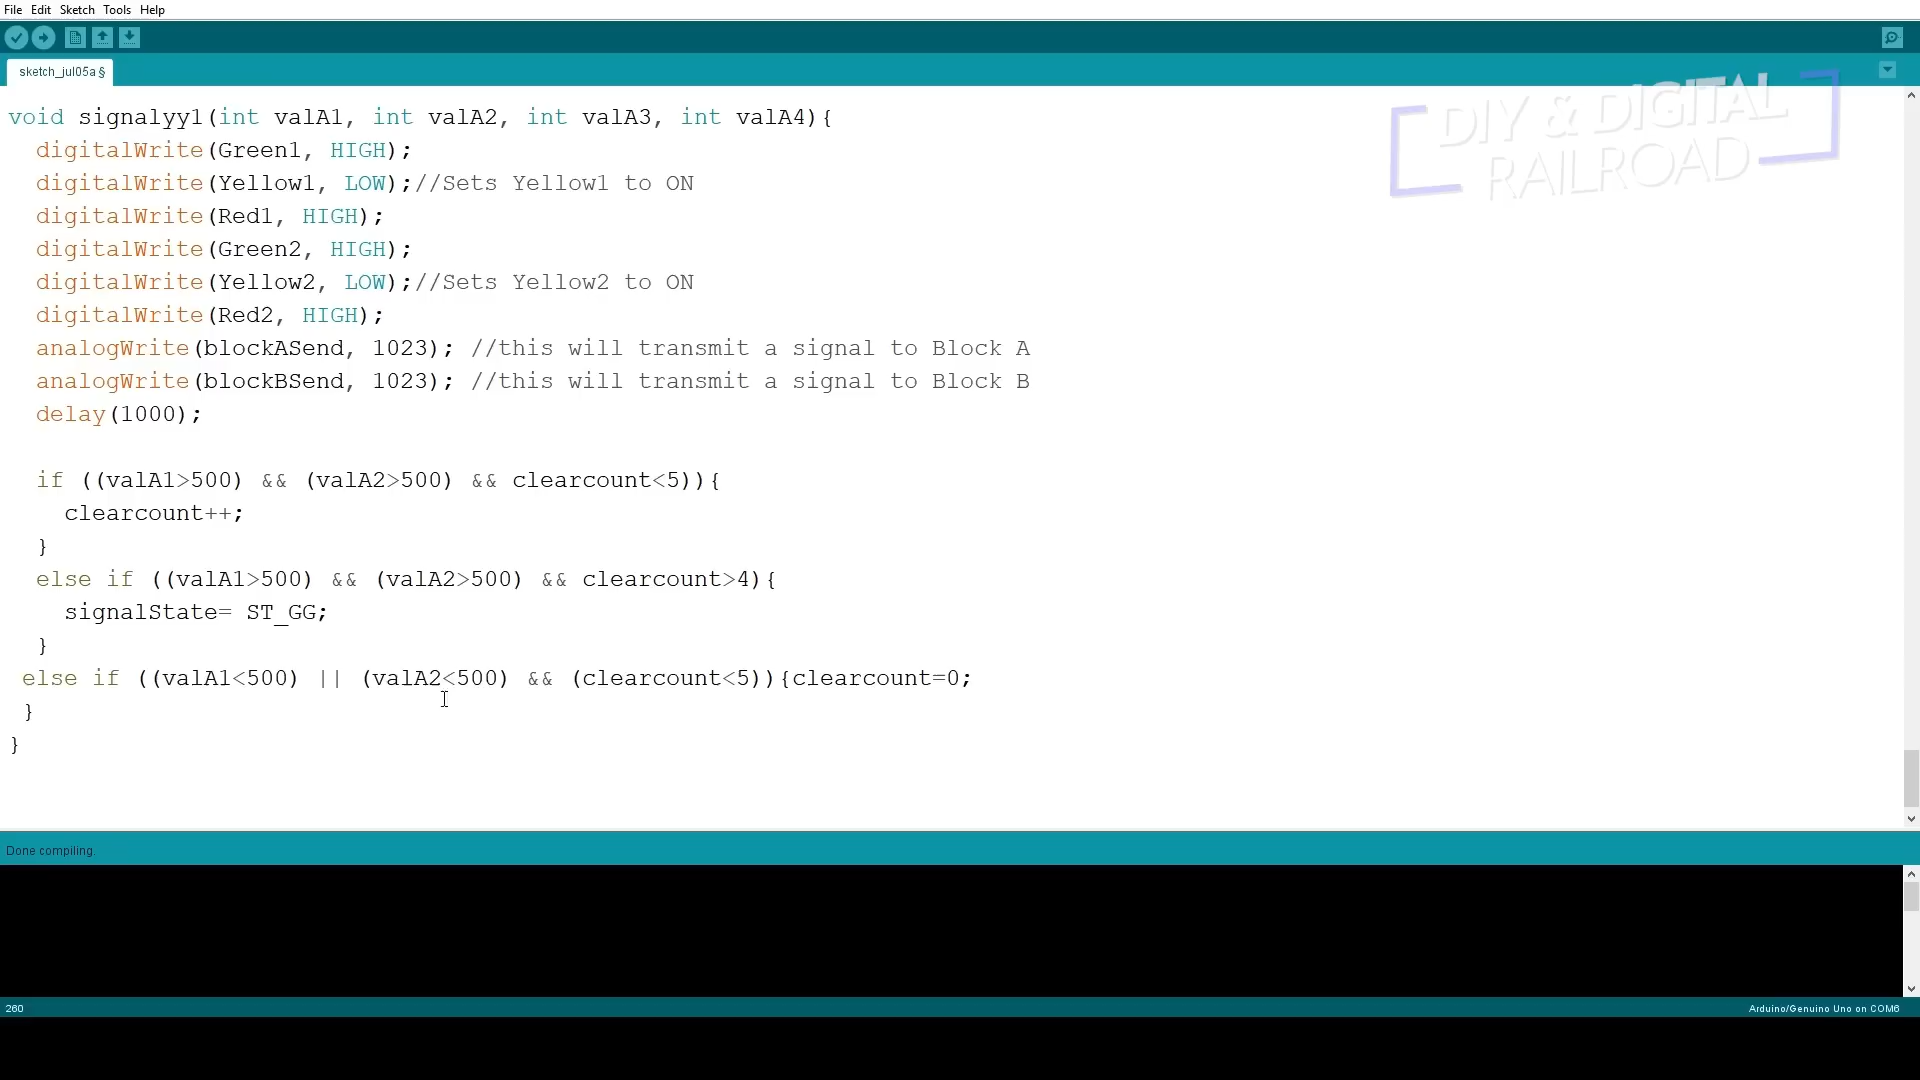 File Edit Sketch Tools Help
sketch_jul05a §
DIY & DIGITAL
RAILROAD
void signalyy1(int valA1, int valA2, int valA3, int valA4){
digitalWrite(Green1, HIGH);
digitalWrite(Yellow1, LOW);//Sets Yellow1 to ON
digitalWrite(Red1, HIGH);
digitalWrite(Green2, HIGH);
digitalWrite(Yellow2, LOW);//Sets Yellow2 to ON
digitalWrite(Red2, HIGH);
analogWrite(blockASend, 1023); //this will transmit a signal to Block A
analogWrite(blockBSend, 1023); //this will transmit a signal to Block B
delay(1000);
if ((valA1>500) && (valA2>500) && clearcount<5)){
clearcount++;
}
else if ((valA1>500) && (valA2>500) && clearcount>4){
signalState= ST_GG;
}
else if ((valA1<500) || (valA2<500) && (clearcount<5)){clearcount=0;
}
}
Done compiling.
260
Arduino/Genuino Uno on COM6